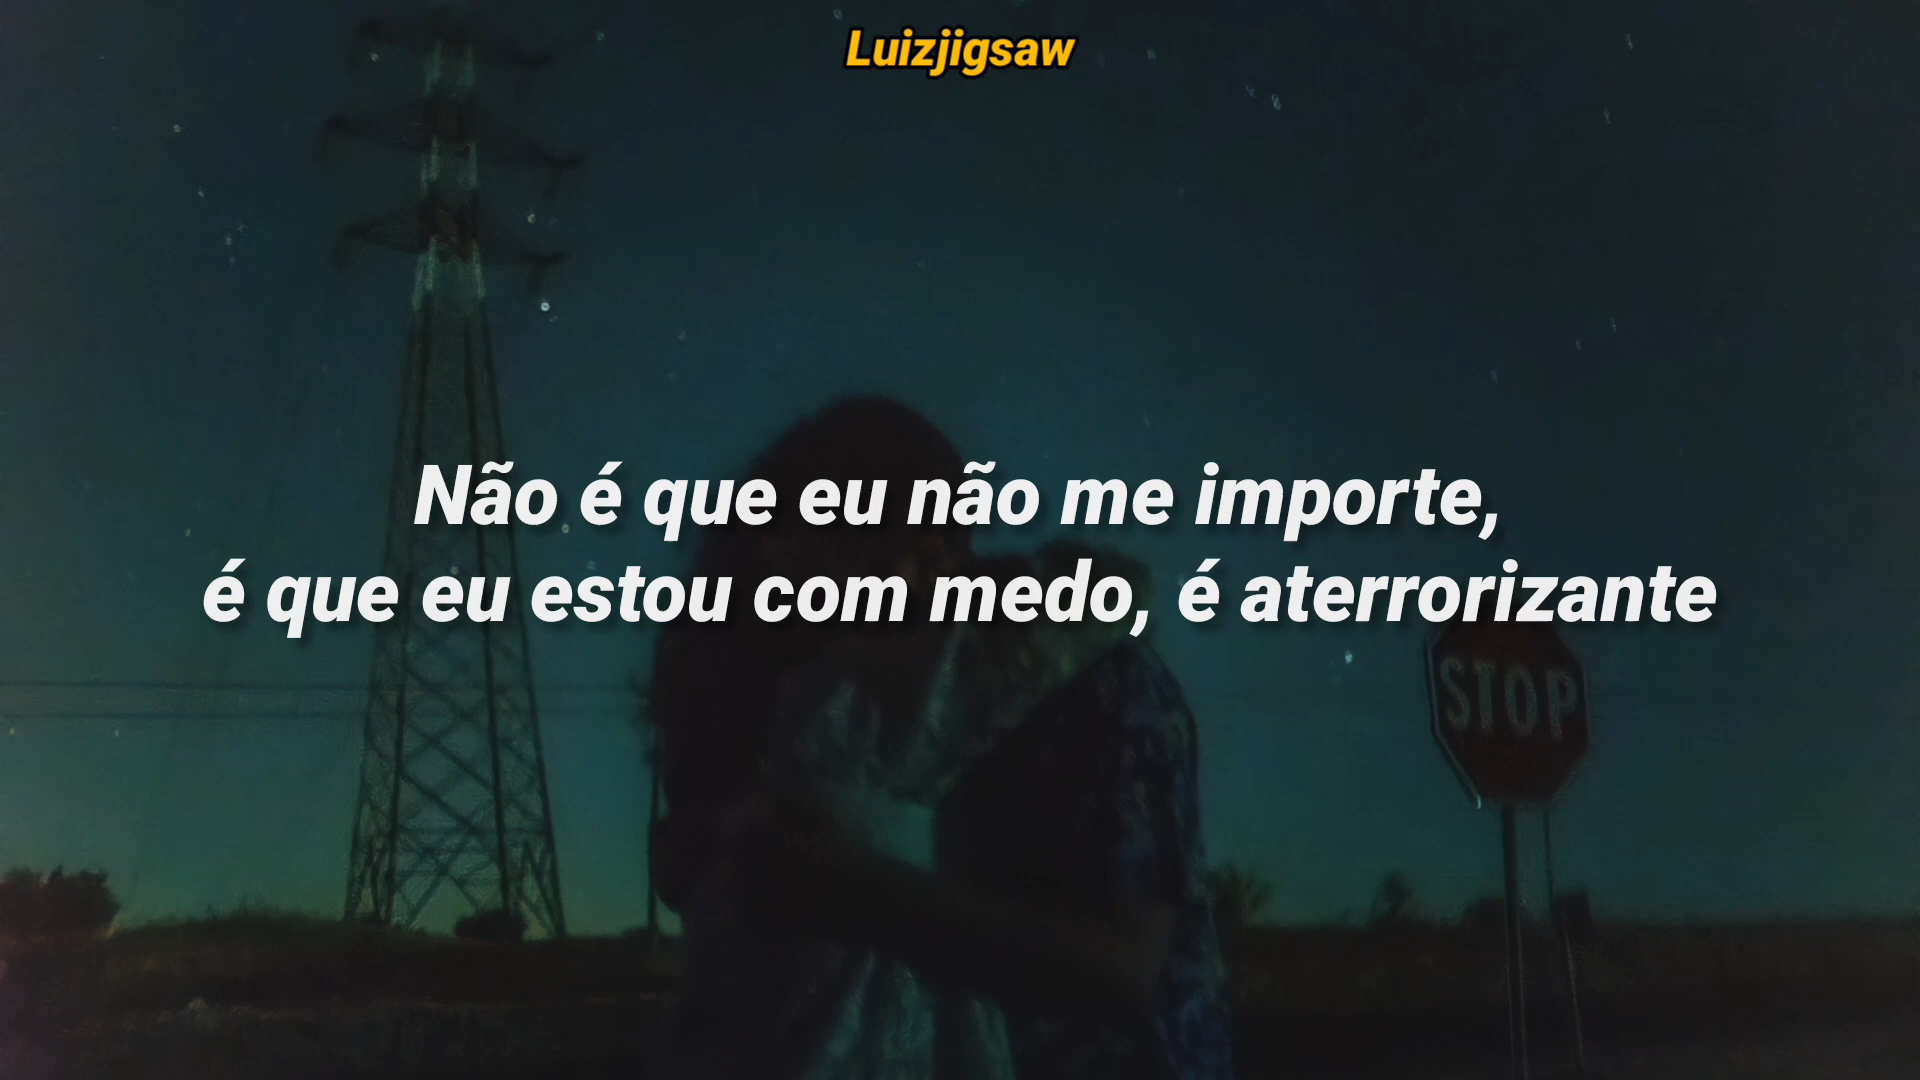 Luizjigsaw
Não é que eu não me importe,
é que eu estou com medo, é aterrorizante
STOP